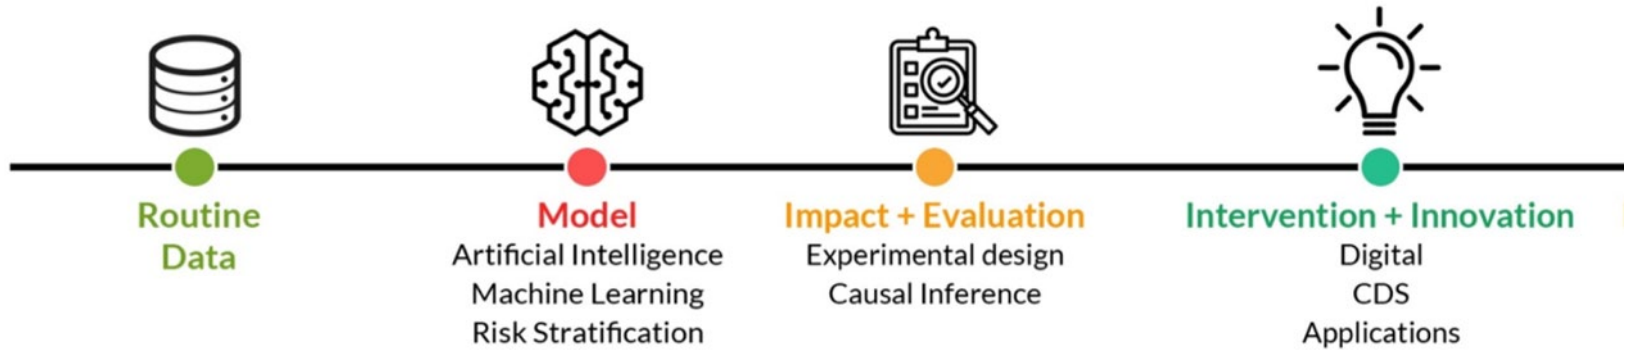 Routine
Data
Model
Artificial Intelligence
Machine Learning
Risk Stratification
Impact + Evaluation
Experimental design
Causal Inference
Intervention + Innovation
Digital
CDS
Applications